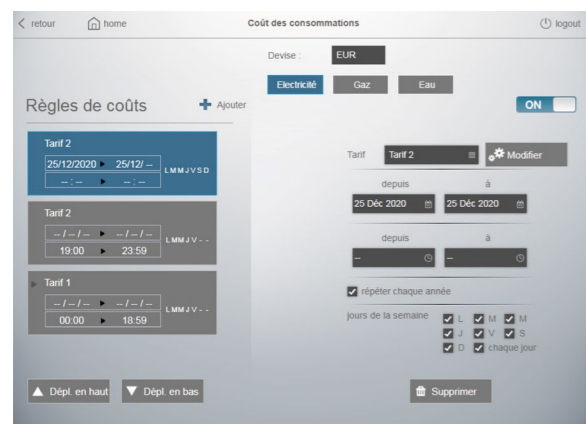 retour home Coût des consommations logout
Devise : EUR
Electricité Gaz Eau
Règles de coûts Ajouter
ON
Tarif 2
25/12/2020 25/12/ --
-- : -- -- : --
LMMJVSD
Tarif Tarif 2 Modifier
depuis à
25 Déc 2020 25 Déc 2020
Tarif 2
-- / -- / -- -- / -- / --
19:00 23:59
LMMJV--
depuis à
-- --
Tarif 1
-- / -- / -- -- / -- / --
00:00 18:59
LMMJV--
répéter chaque année
jours de la semaine L M M
J V S
D chaque jour
Dépl. en haut Dépl. en bas Supprimer